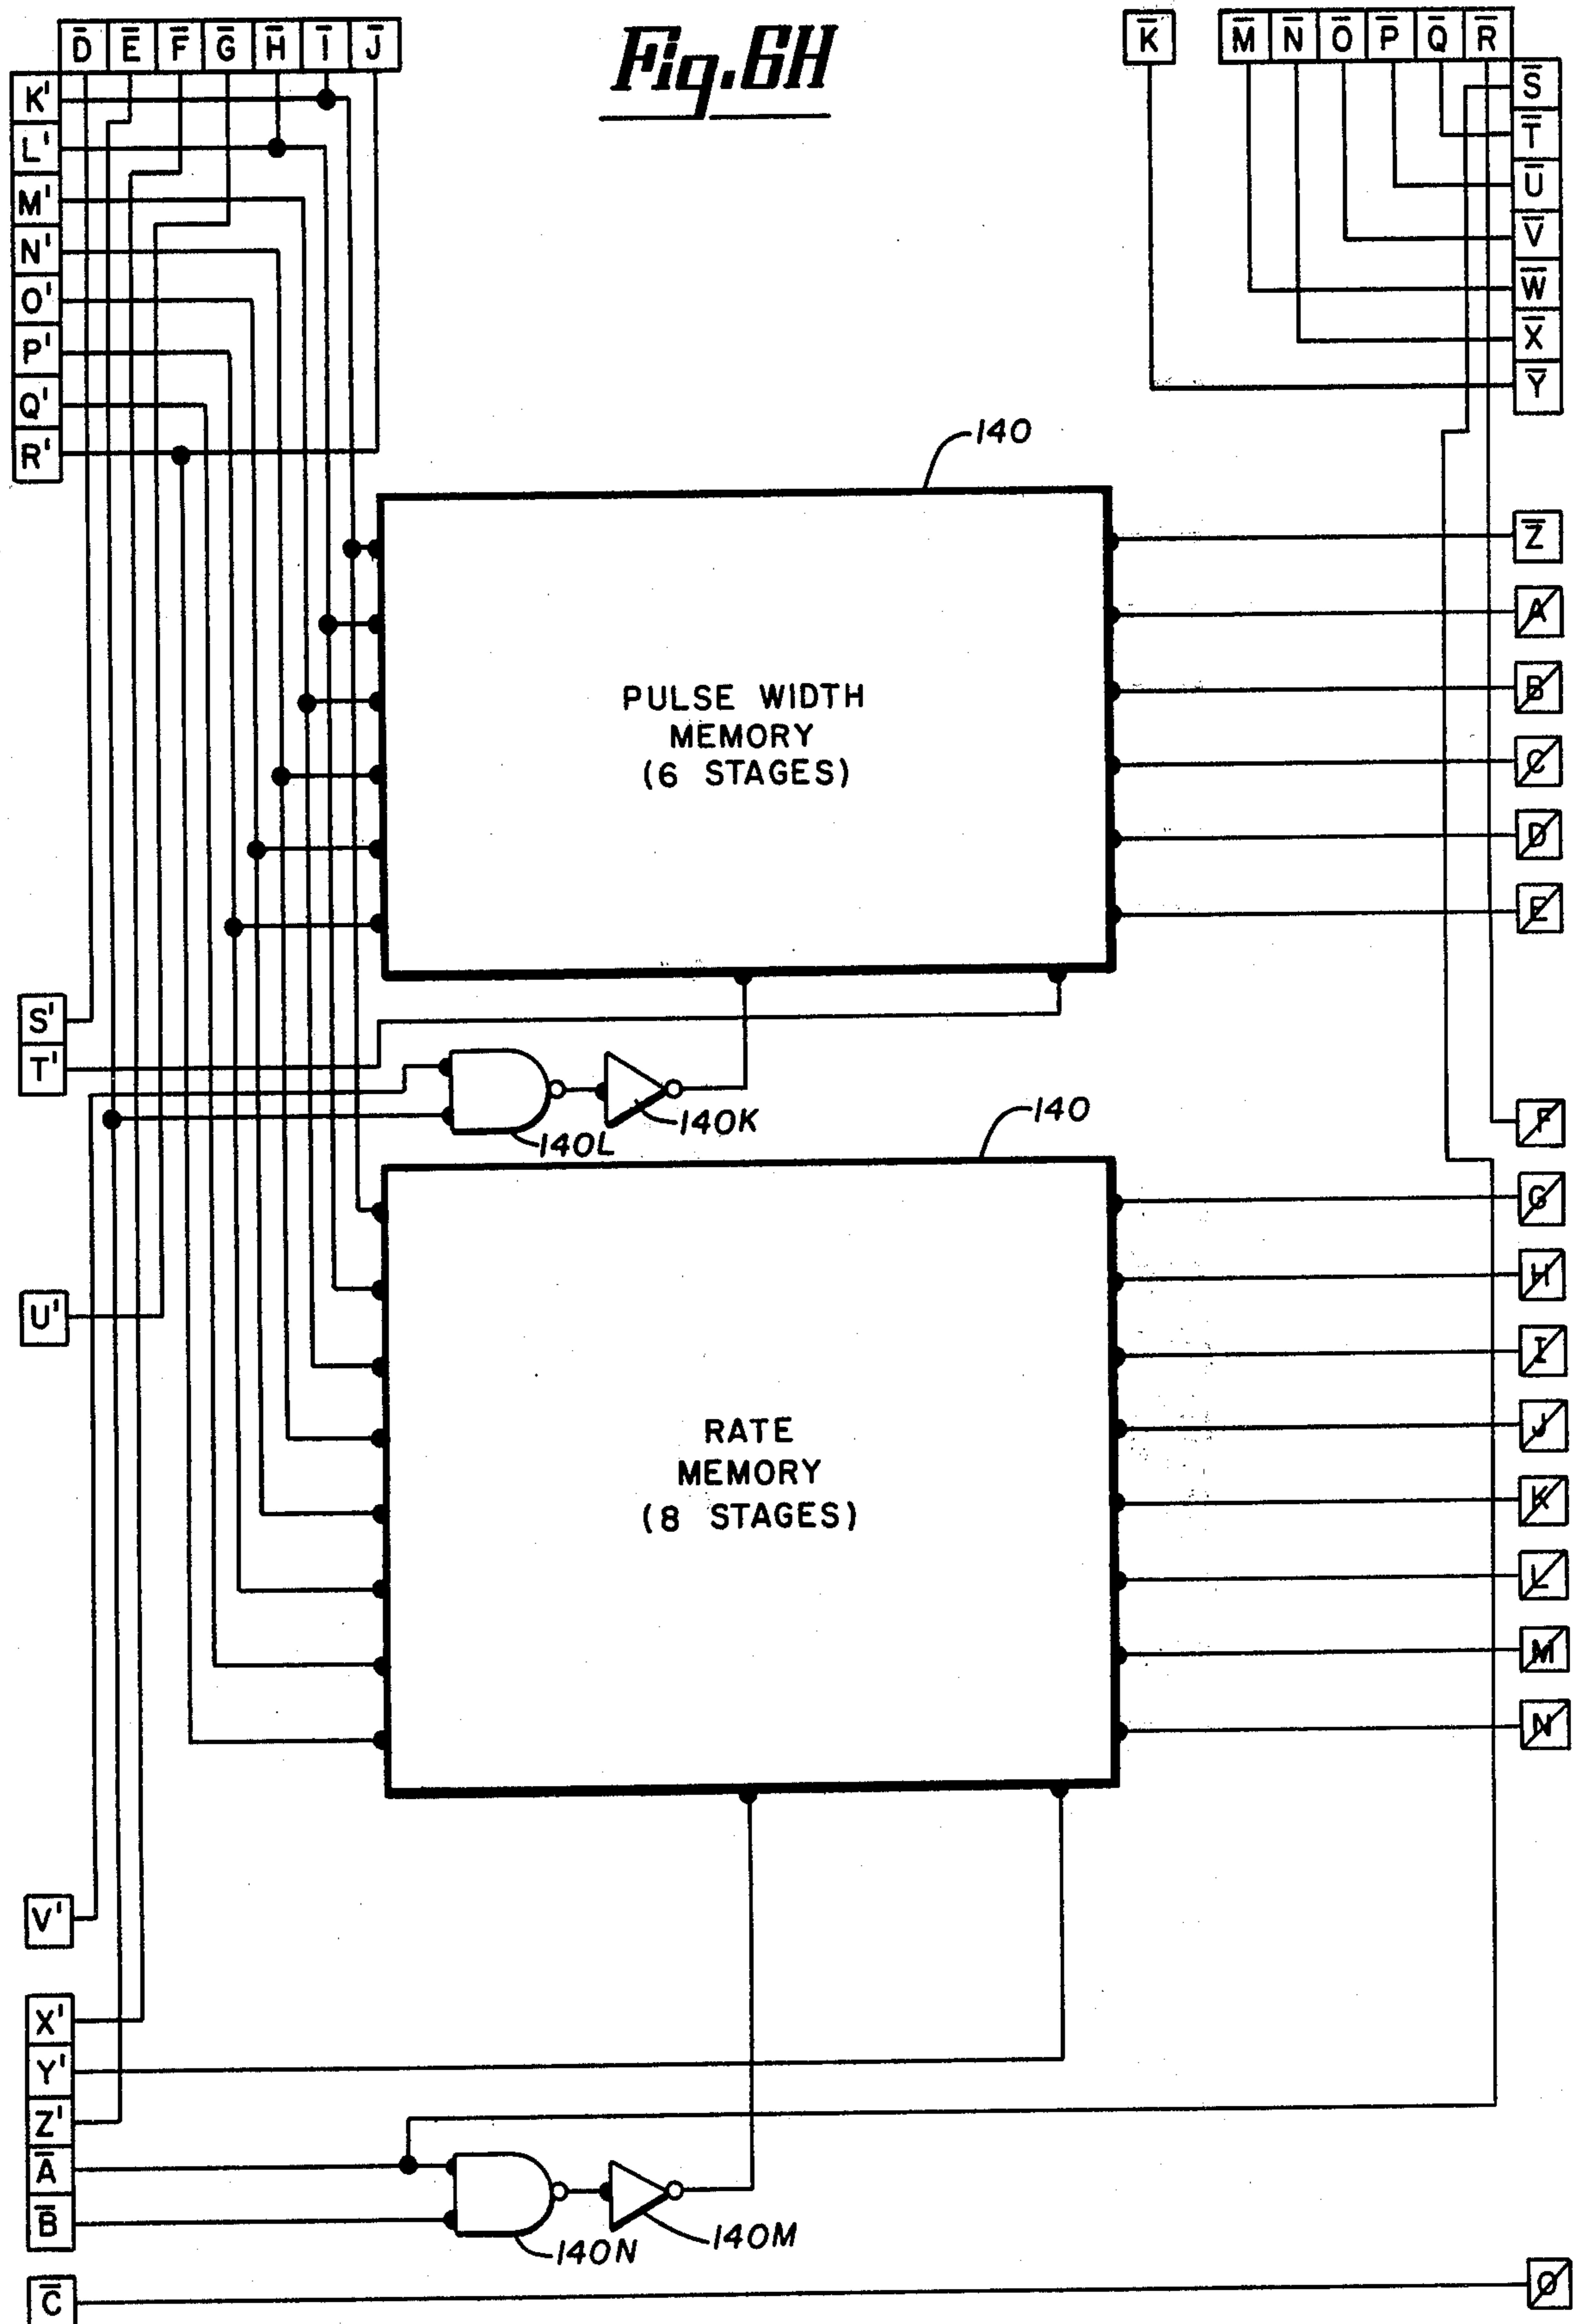 Fig. 6H
D̅ E̅ F̅ G̅ H̅ I̅ J̅
K̅ M̅ N̅ O̅ P̅ Q̅ R̅
K'
L'
M'
N'
O'
P'
Q'
R'
S̅
T̅
U̅
V̅
W̅
X̅
Y̅
140
PULSE WIDTH
MEMORY
(6 STAGES)
Z̅
A̸
B̸
C̸
D̸
E̸
S'
T'
140L
140K
140
F̸
U'
RATE
MEMORY
(8 STAGES)
G̸
H̸
I̸
J̸
K̸
L̸
M̸
N̸
V'
X'
Y'
Z'
A̅
B̅
140N
140M
C̅
O̸